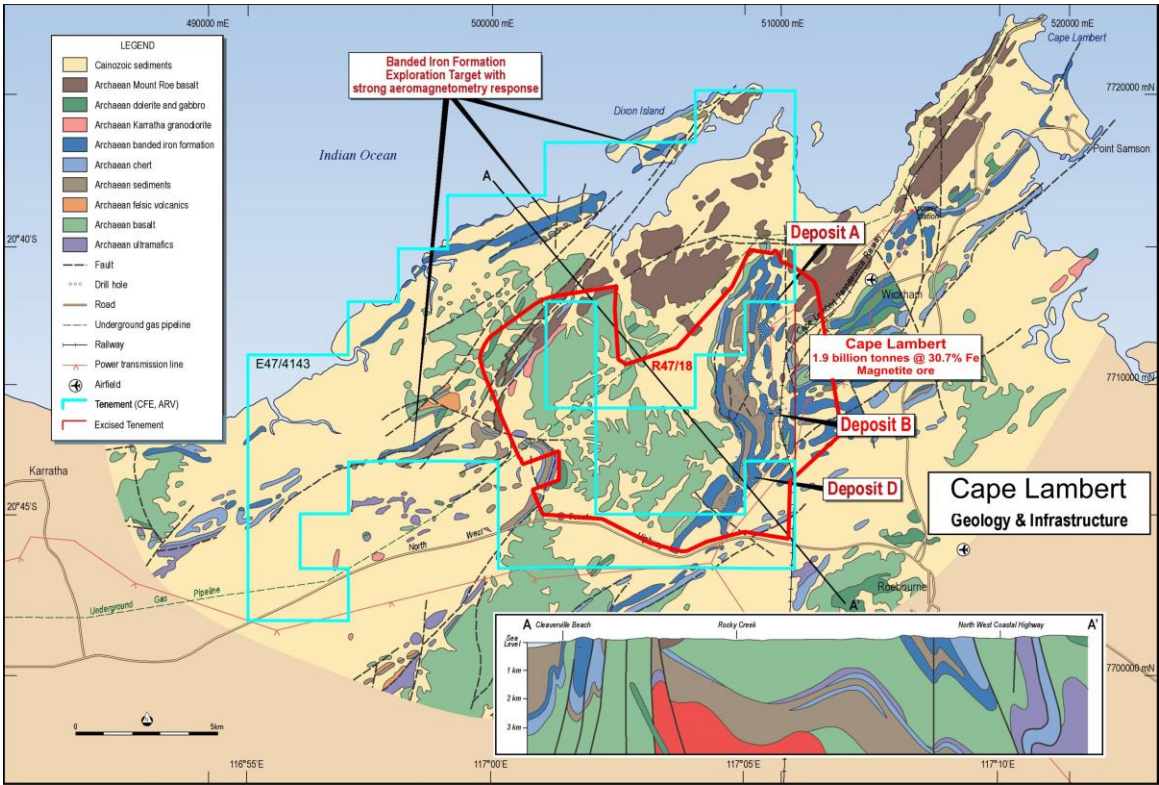 490000 mE
500000 mE
510000 mE
520000 mE
LEGEND
Cainozoic sediments
Archaean Mount Roe basalt
Archaean dolerite and gabbro
Archaean Karratha granodiorite
Archaean banded iron formation
Archaean chert
Archaean sediments
Archaean felsic volcanics
Archaean basalt
Archaean ultramafics
Fault
Drill hole
Road
Underground gas pipeline
Railway
Power transmission line
Airfield
Tenement (CFE, ARV)
Excised Tenement
Banded Iron Formation
Exploration Target with
strong aeromagnetometry response
Cape Lambert
7720000 mN
Dixon Island
Indian Ocean
Point Samson
A
20°40'S
Deposit A
Wickham
E47/4143
R47/18
Cape Lambert
1.9 billion tonnes @ 30.7% Fe
Magnetite ore
7710000 mN
Deposit B
Karratha
Deposit D
Cape Lambert
Geology & Infrastructure
20°45'S
North West
Highway
Roebourne
Underground Gas Pipeline
A'
0 5km
A Cleaverville Beach Rocky Creek North West Coastal Highway A'
Sea
Level
1 km
2 km
3 km
7700000 mN
116°55'E
117°00'E
117°05'E
117°10'E